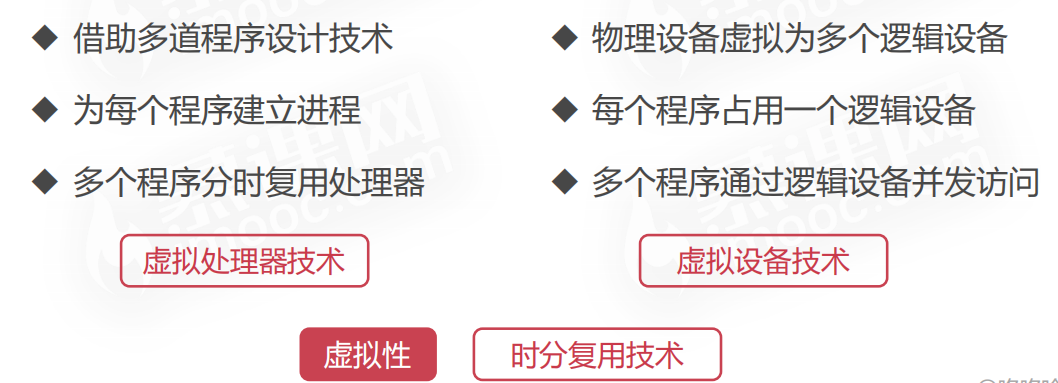 ◆ 借助多道程序设计技术
◆ 为每个程序建立进程
◆ 多个程序分时复用处理器
虚拟处理器技术
◆ 物理设备虚拟为多个逻辑设备
◆ 每个程序占用一个逻辑设备
◆ 多个程序通过逻辑设备并发访问
虚拟设备技术
虚拟性
时分复用技术